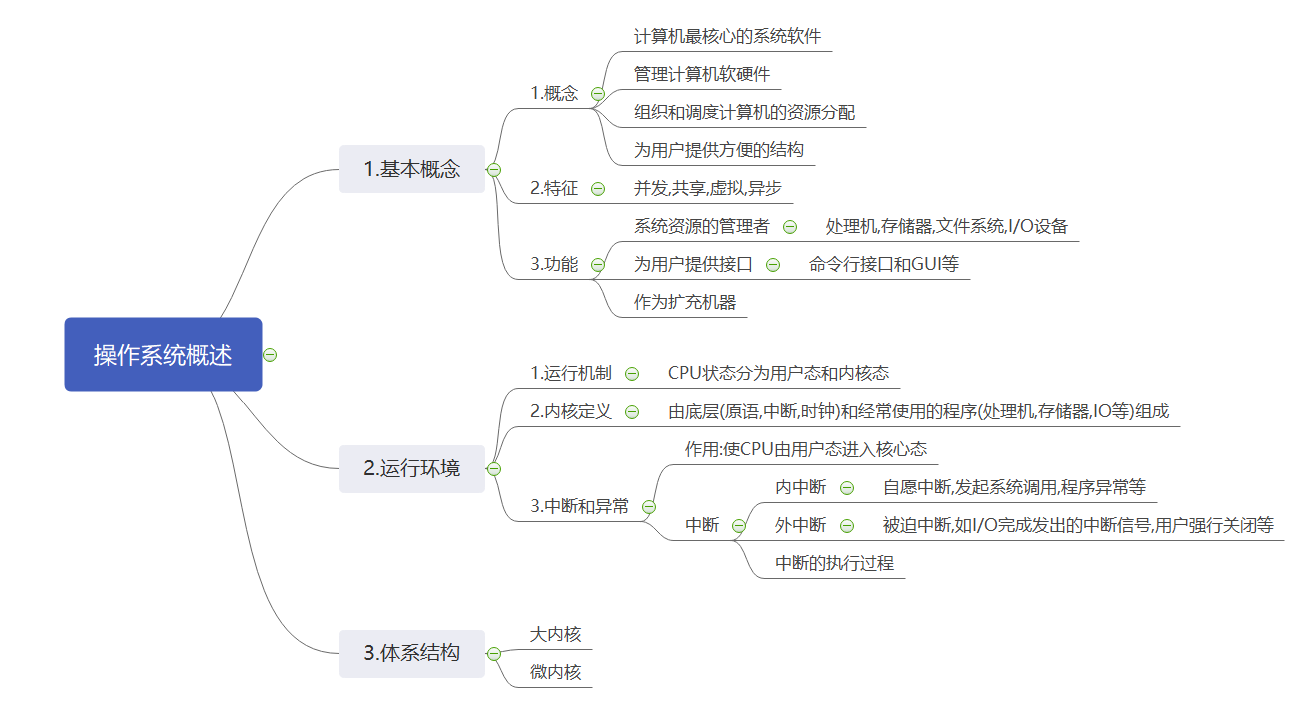 操作系统概述
1.基本概念
1.概念
计算机最核心的系统软件
管理计算机软硬件
组织和调度计算机的资源分配
为用户提供方便的结构
2.特征
并发,共享,虚拟,异步
3.功能
系统资源的管理者
处理机,存储器,文件系统,I/O设备
为用户提供接口
命令行接口和GUI等
作为扩充机器
2.运行环境
1.运行机制
CPU状态分为用户态和内核态
2.内核定义
由底层(原语,中断,时钟)和经常使用的程序(处理机,存储器,IO等)组成
3.中断和异常
作用:使CPU由用户态进入核心态
中断
内中断
自愿中断,发起系统调用,程序异常等
外中断
被迫中断,如I/O完成发出的中断信号,用户强行关闭等
中断的执行过程
3.体系结构
大内核
微内核